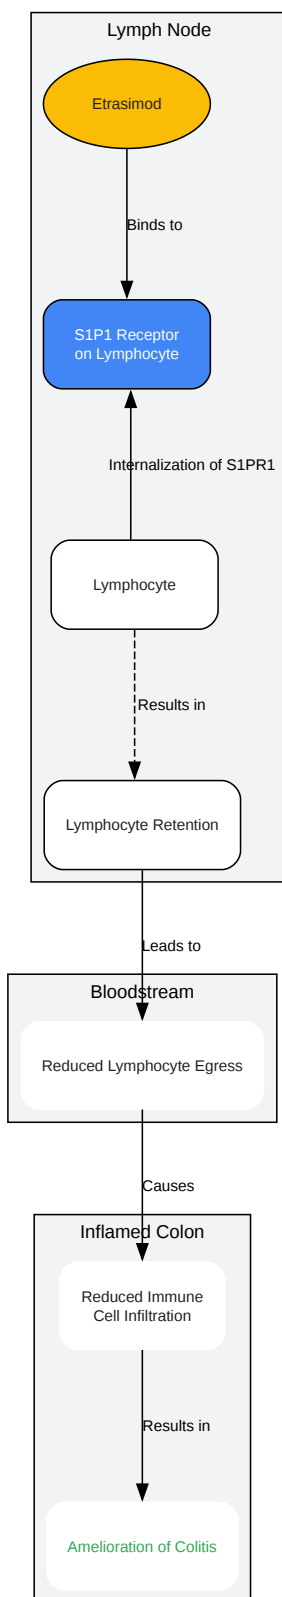 Lymph Node
Etrasimod
Binds to
S1P1 Receptor
on Lymphocyte
Internalization of S1PR1
Lymphocyte
Results in
Lymphocyte Retention
Leads to
Bloodstream
Reduced Lymphocyte Egress
Causes
Inflamed Colon
Reduced Immune
Cell Infiltration
Results in
Amelioration of Colitis